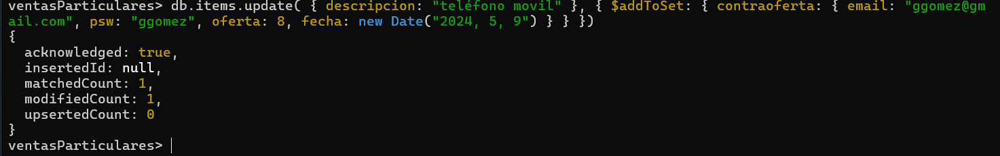 ventasParticulares> db.items.update( { descripcion: "teléfono movil" }, { $addToSet: { contraoferta: { email: "ggomez@gm
ail.com", psw: "ggomez", oferta: 8, fecha: new Date("2024, 5, 9") } } })
{
  acknowledged: true,
  insertedId: null,
  matchedCount: 1,
  modifiedCount: 1,
  upsertedCount: 0
}
ventasParticulares>